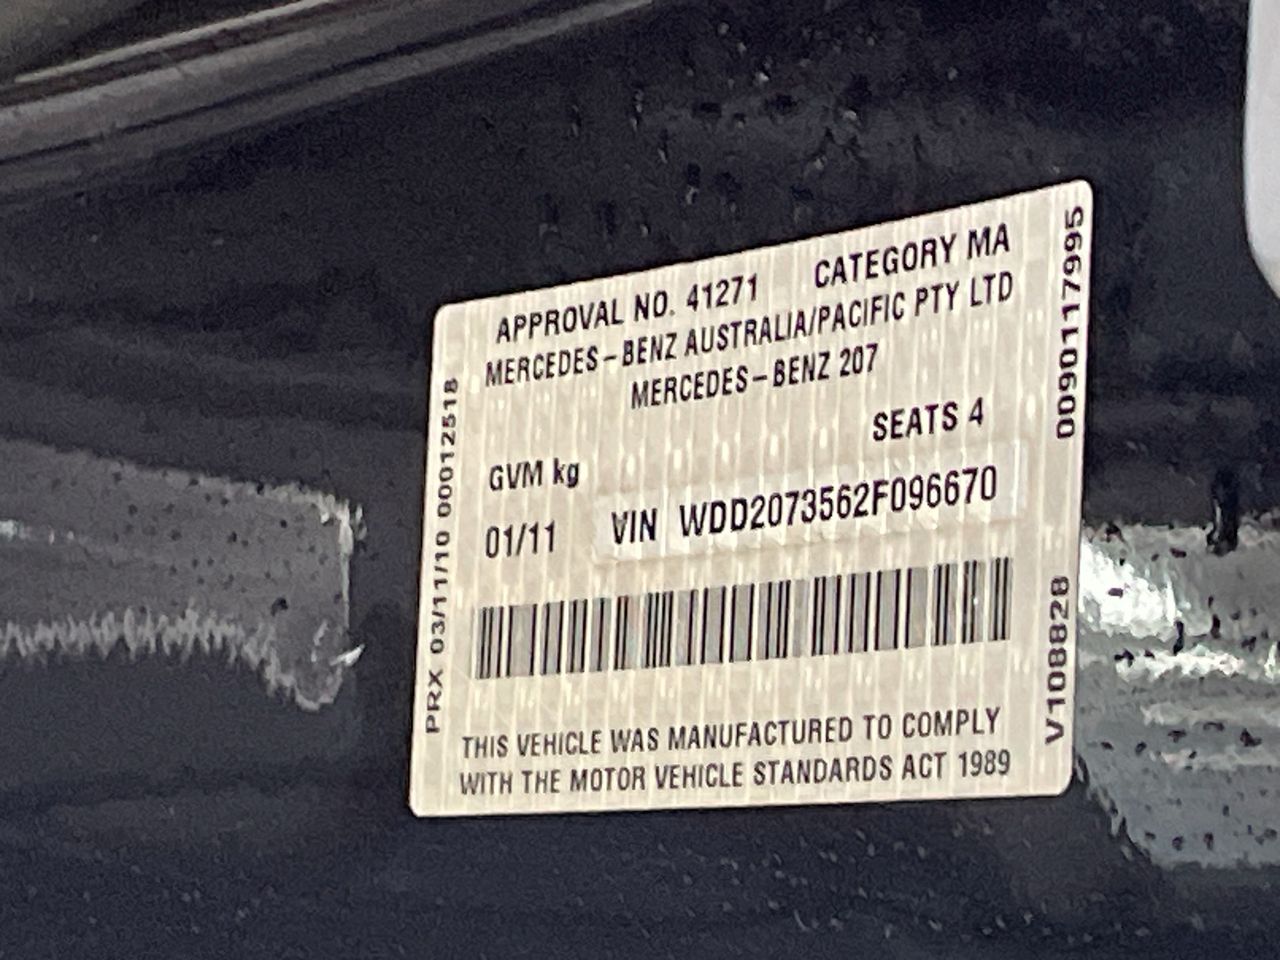 APPROVAL NO. 41271 CATEGORY MA
MERCEDES-BENZ AUSTRALIA/PACIFIC PTY LTD
MERCEDES-BENZ 207
SEATS 4
GVM kg
01/11 VIN WDD2073562F096670
THIS VEHICLE WAS MANUFACTURED TO COMPLY
WITH THE MOTOR VEHICLE STANDARDS ACT 1989
PRX 03/11/10 00012518
V108828 0090117995